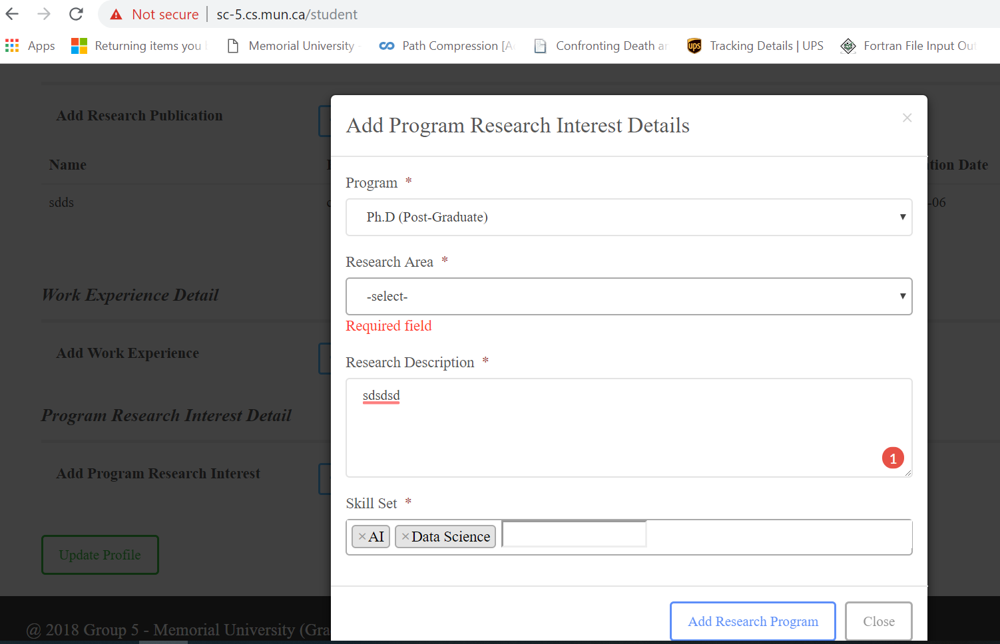 Not secure | sc-5.cs.mun.ca/student
Apps Returning items you Memorial University Path Compression [A Confronting Death Tracking Details | UPS Fortran File Input Ou
Add Research Publication
Name
tion Date
sdds
-06
Work Experience Detail
Add Work Experience
Program Research Interest Detail
Add Program Research Interest
Update Profile
@ 2018 Group 5 - Memorial University (Gra
Add Program Research Interest Details
×
Program *
Ph.D (Post-Graduate)
Research Area *
-select-
Required field
Research Description *
sdsdsd
1
Skill Set *
×AI ×Data Science
Add Research Program Close